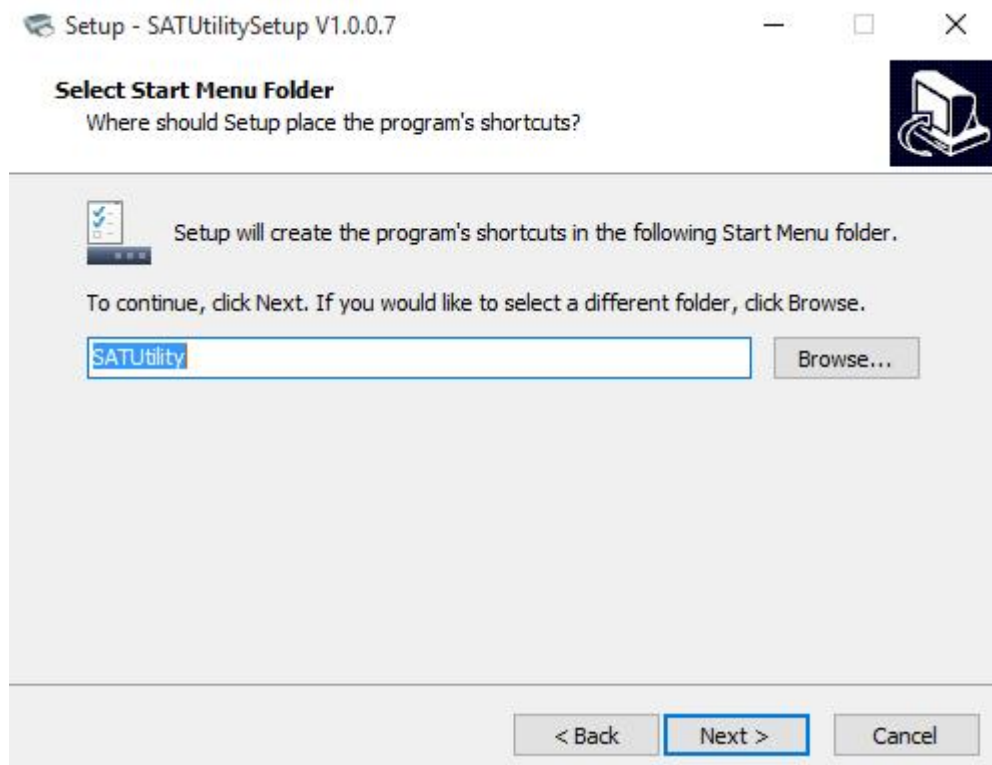 Setup - SATUtilitySetup V1.0.0.7
Select Start Menu Folder
Where should Setup place the program's shortcuts?
Setup will create the program's shortcuts in the following Start Menu folder.
To continue, click Next. If you would like to select a different folder, click Browse.
SATUtility
Browse...
< Back
Next >
Cancel